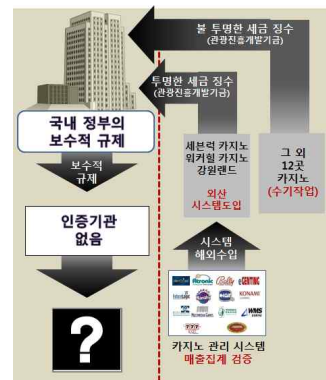 불 투명한 세금 징수
(관광진흥개발기금)
투명한 세금 징수
(관광진흥개발기금)
국내 정부의
보수적 규제
보수적
규제
인증기관
없음
?
세븐럭 카지노
워커힐 카지노
강원랜드
외산
시스템도입
그 외
12곳
카지노
(수기작업)
시스템
해외수입
Bally
GENTING
KONAMI
WMS
777
카지노 관리 시스템
매출집계 검증